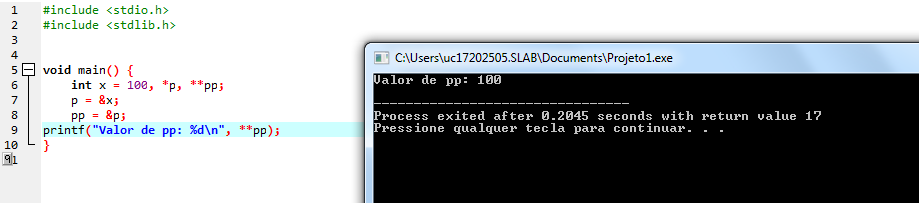 1 #include <stdio.h>
2 #include <stdlib.h>
3
4
5 void main() {
6 int x = 100, *p, **pp;
7 p = &x;
8 pp = &p;
9 printf("Valor de pp: %d\n", **pp);
10 }
91
C:\Users\uc17202505.SLAB\Documents\Projeto1.exe
Valor de pp: 100
--------------------------------
Process exited after 0.2045 seconds with return value 17
Pressione qualquer tecla para continuar. . .